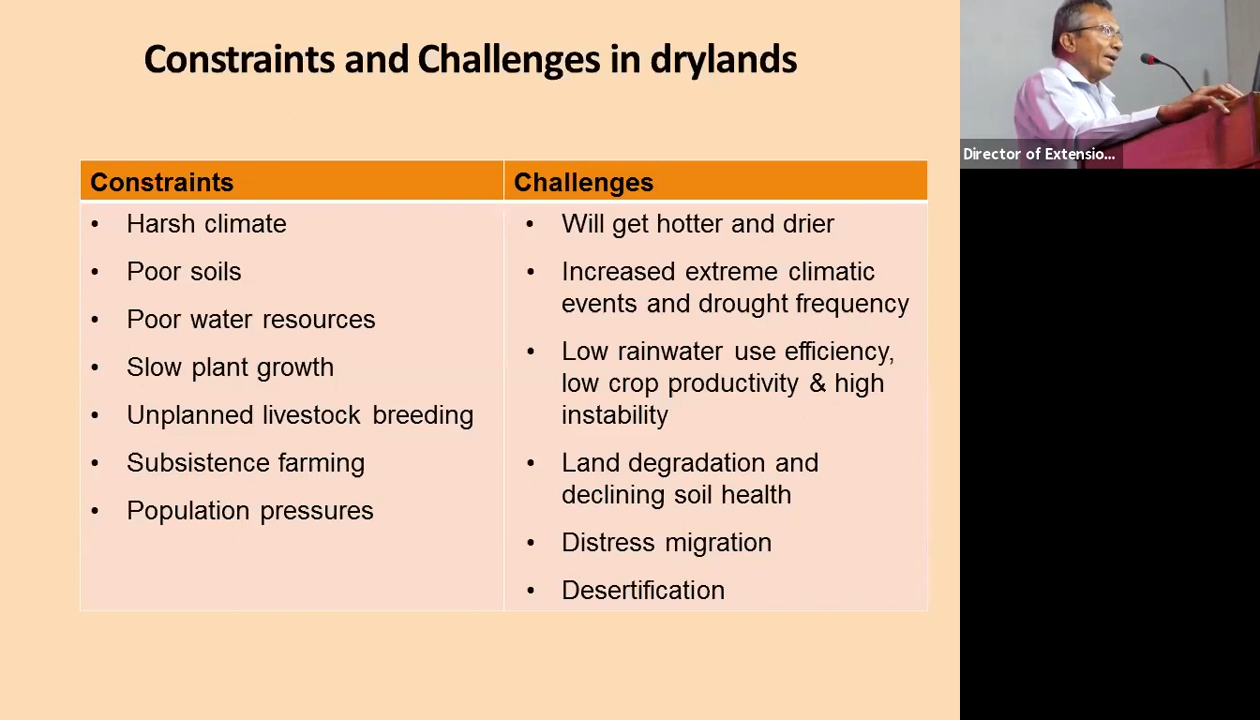 Constraints and Challenges in drylands
Constraints
• Harsh climate
• Poor soils
• Poor water resources
• Slow plant growth
• Unplanned livestock breeding
• Subsistence farming
• Population pressures
Challenges
• Will get hotter and drier
• Increased extreme climatic
events and drought frequency
• Low rainwater use efficiency,
low crop productivity & high
instability
• Land degradation and
declining soil health
• Distress migration
• Desertification
Director of Extensio...